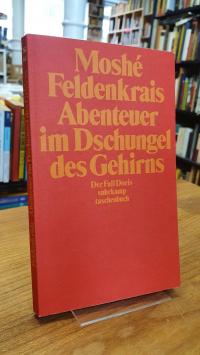 Moshé
Feldenkrais
Abenteuer
im Dschungel
des Gehirns
Der Fall Doris
suhrkamp
taschenbuch